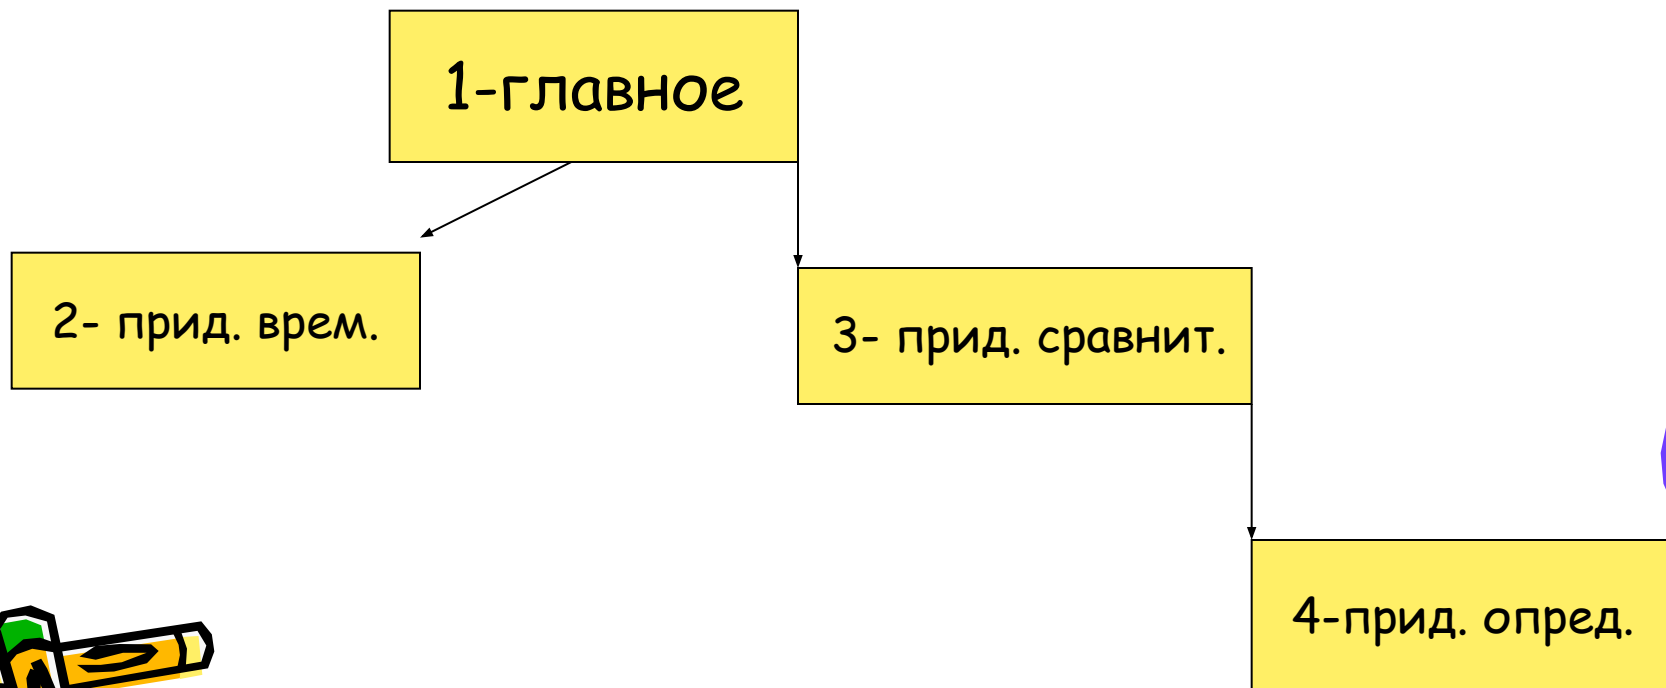 1-главное
2- прид. врем.
3- прид. сравнит.
4-прид. опред.